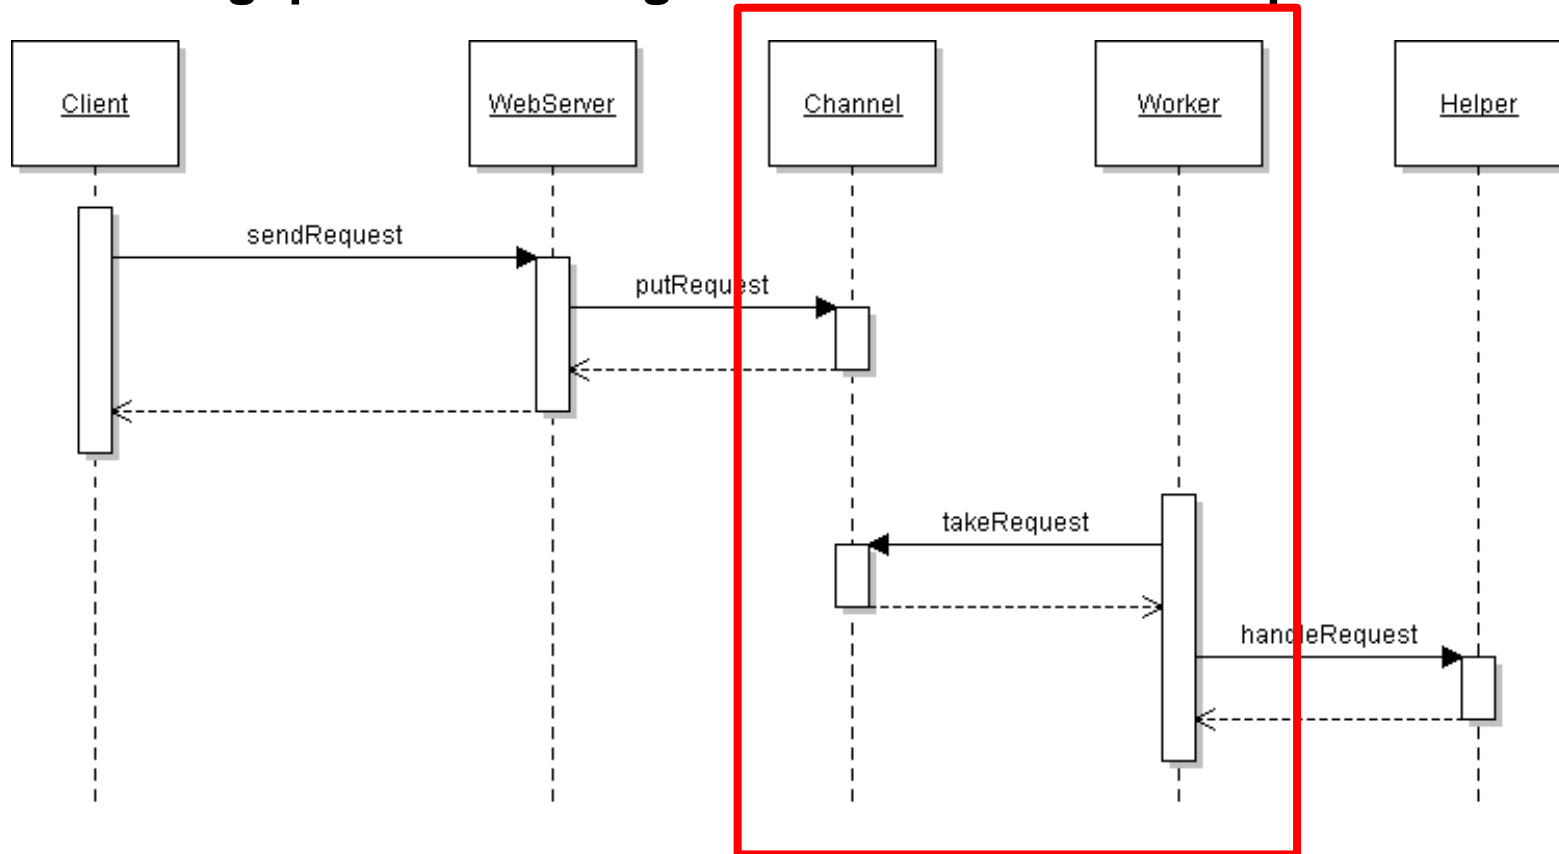 Client
WebServer
Channel
Worker
Helper
sendRequest
putRequest
takeRequest
handleRequest